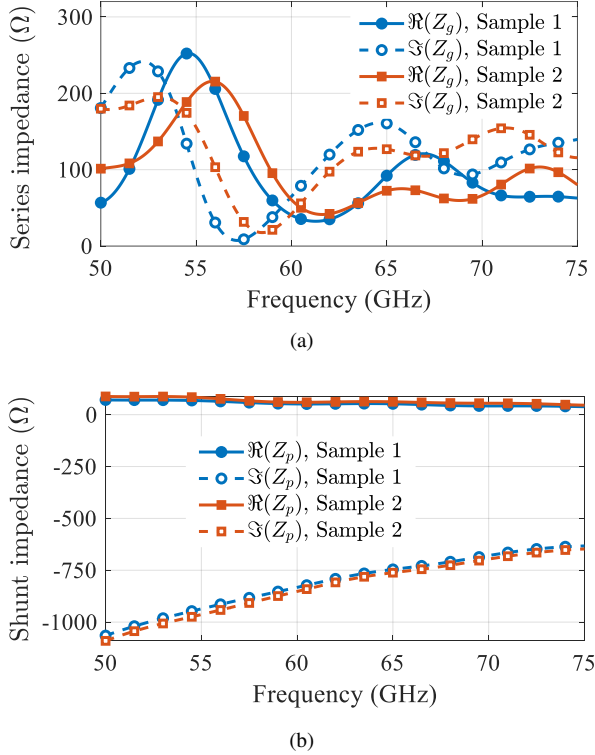 Series impedance (Ω)
300
200
100
0
ℜ(Z_g), Sample 1
ℑ(Z_g), Sample 1
ℜ(Z_g), Sample 2
ℑ(Z_g), Sample 2
50 55 60 65 70 75
Frequency (GHz)
(a)
Shunt impedance (Ω)
0
-250
-500
-750
-1000
ℜ(Z_p), Sample 1
ℑ(Z_p), Sample 1
ℜ(Z_p), Sample 2
ℑ(Z_p), Sample 2
50 55 60 65 70 75
Frequency (GHz)
(b)